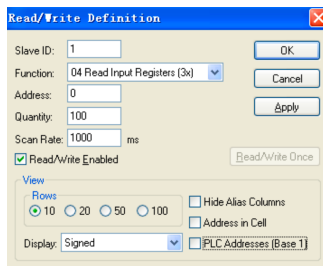 Read/Write Definition
Slave ID: 1
OK
Function: 04 Read Input Registers (3x)
Cancel
Address: 0
Apply
Quantity: 100
Scan Rate: 1000 ms
Read/Write Enabled
Read/Write Once
View
Rows
10 20 50 100
Hide Alias Columns
Address in Cell
Display: Signed
PLC Addresses (Base 1)